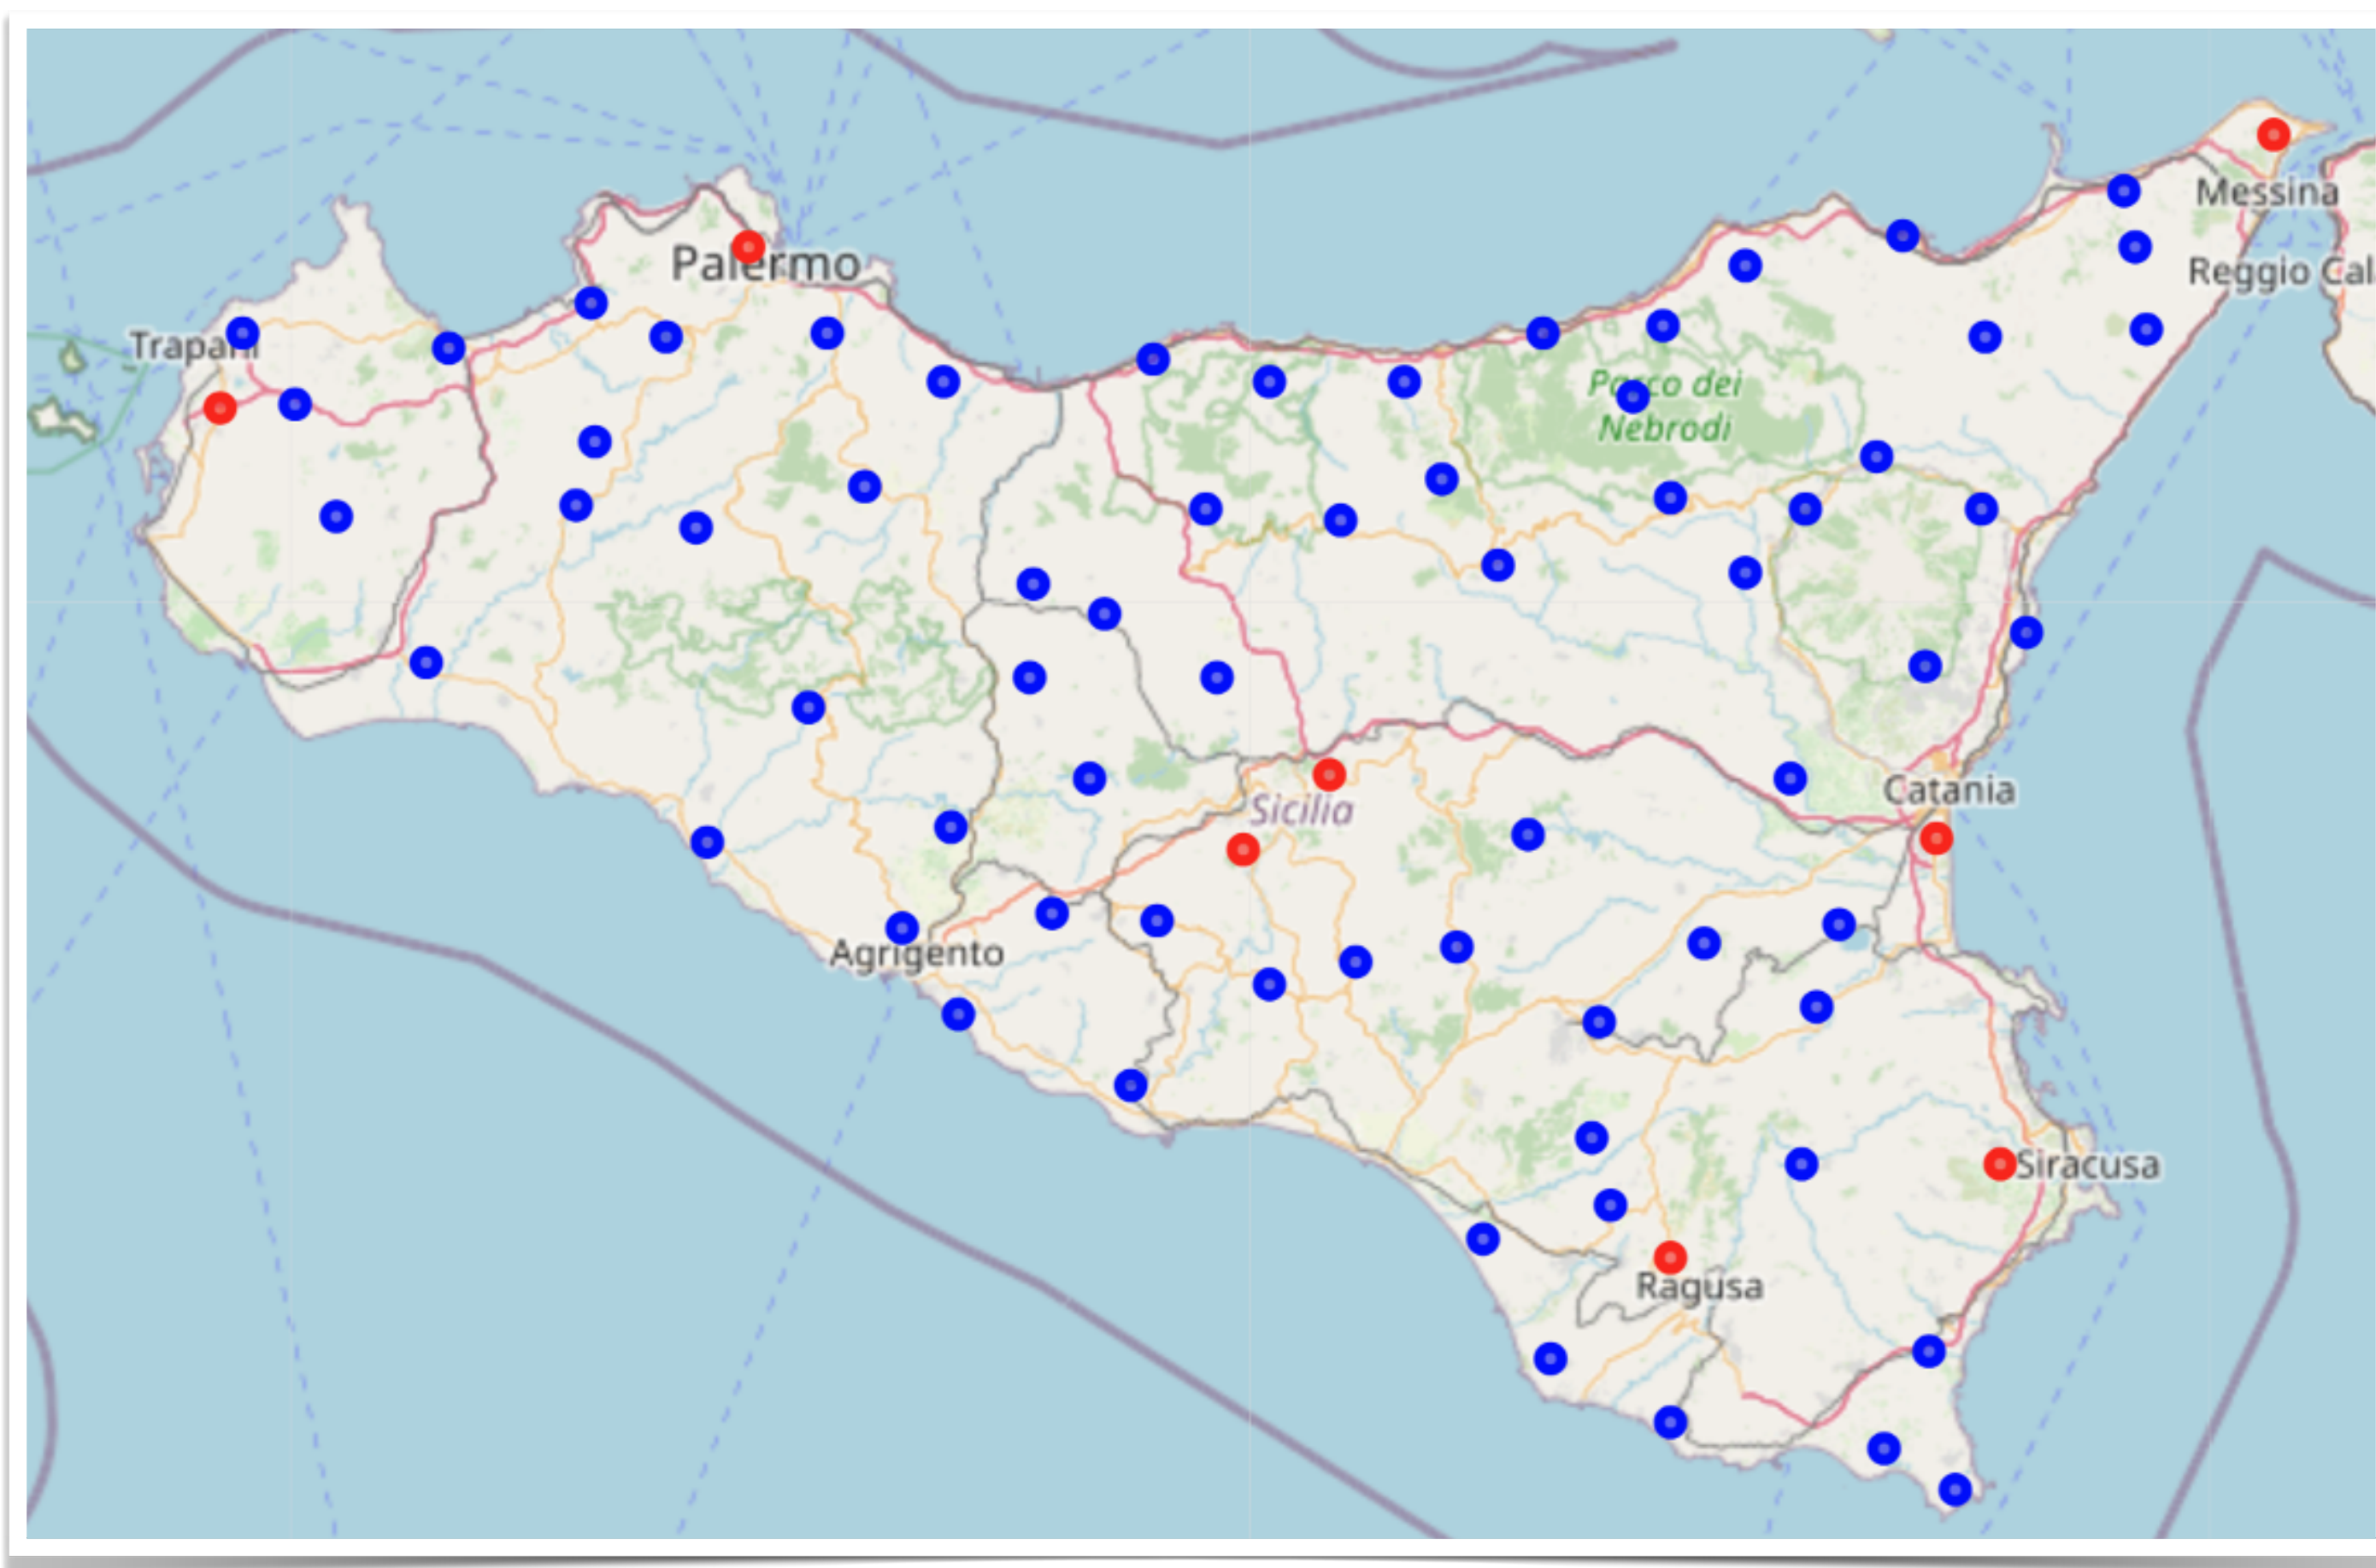 Messina
Palermo
Reggio Cal
Trapani
Parco dei
Nebrodi
Catania
Sicilia
Agrigento
Siracusa
Ragusa